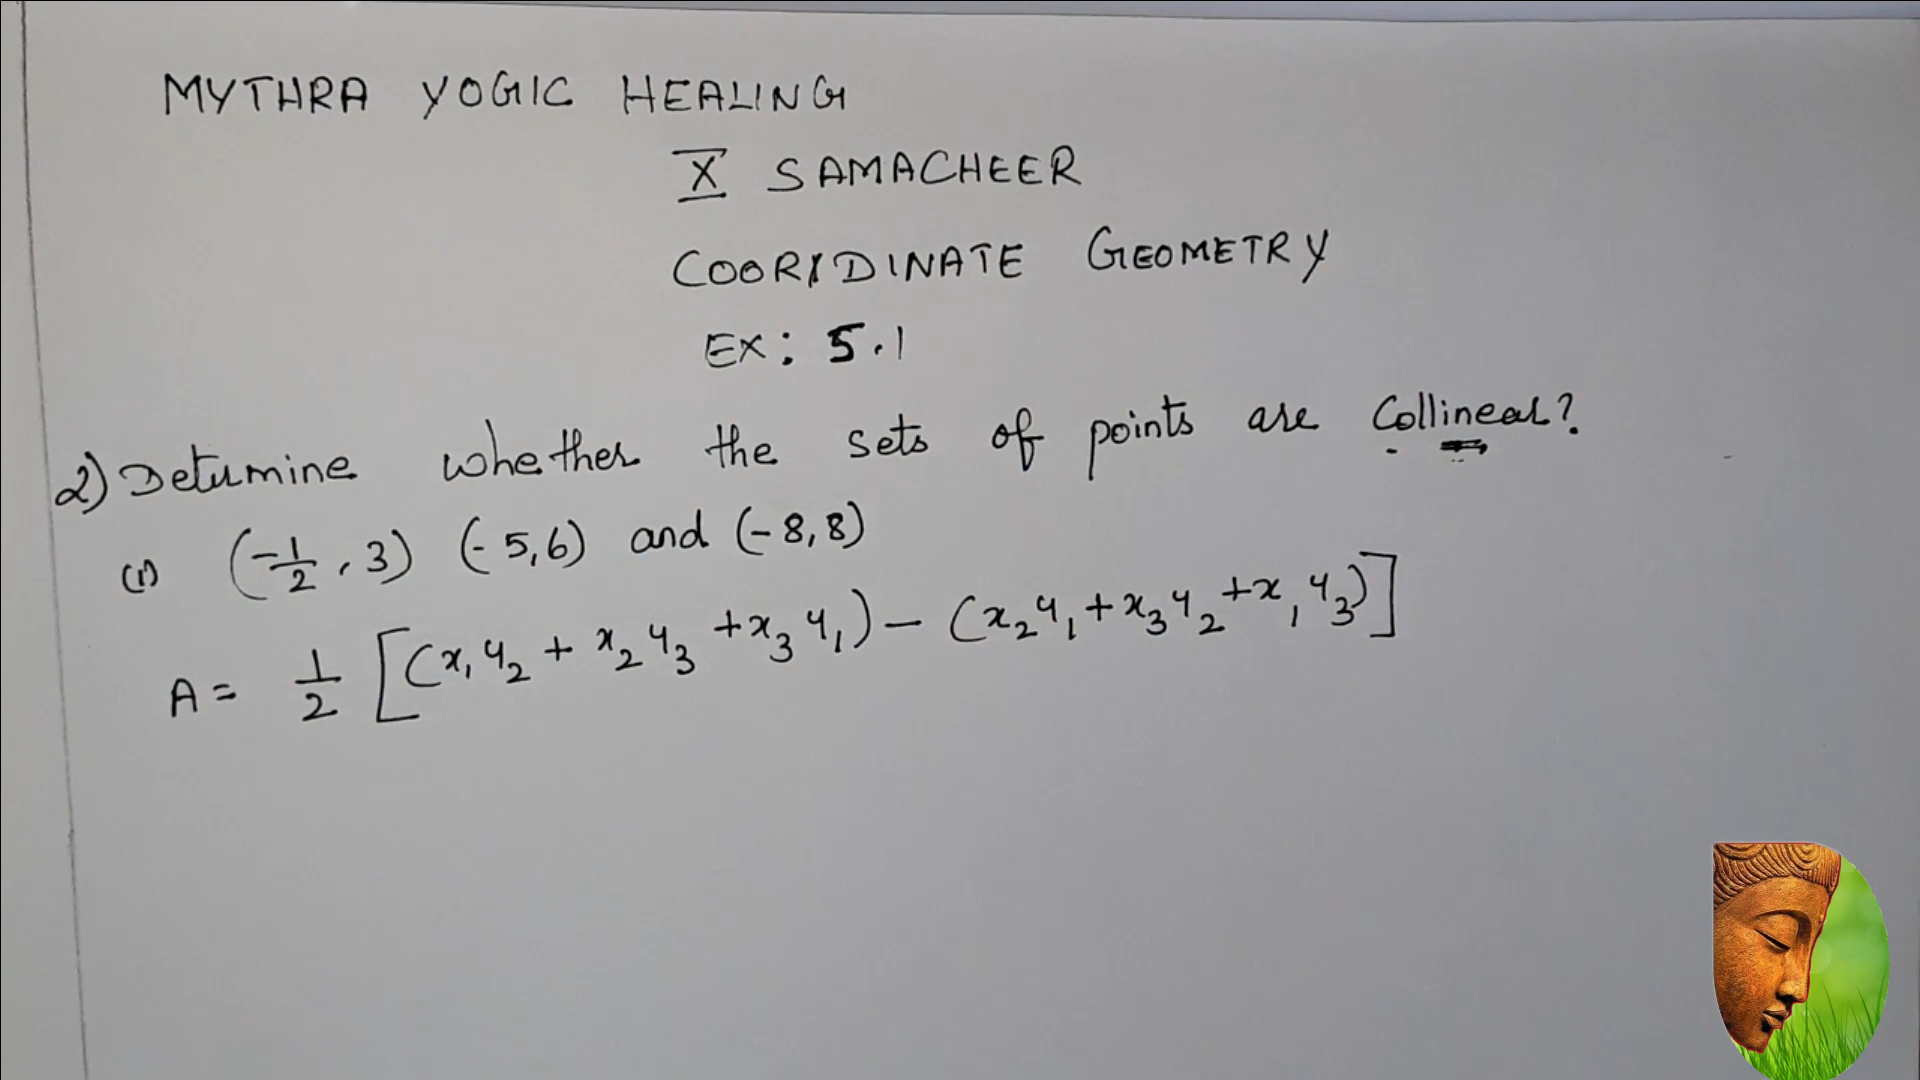 MYTHRA YOGIC HEALING
X SAMACHEER
COORDINATE GEOMETRY
EX: 5.1
2) Determine whether the sets of points are Collinear?
(i) (-1/2, 3) (-5,6) and (-8,8)
A = 1/2 [(x₁y₂ + x₂y₃ + x₃y₁) - (x₂y₁ + x₃y₂ + x₁y₃)]